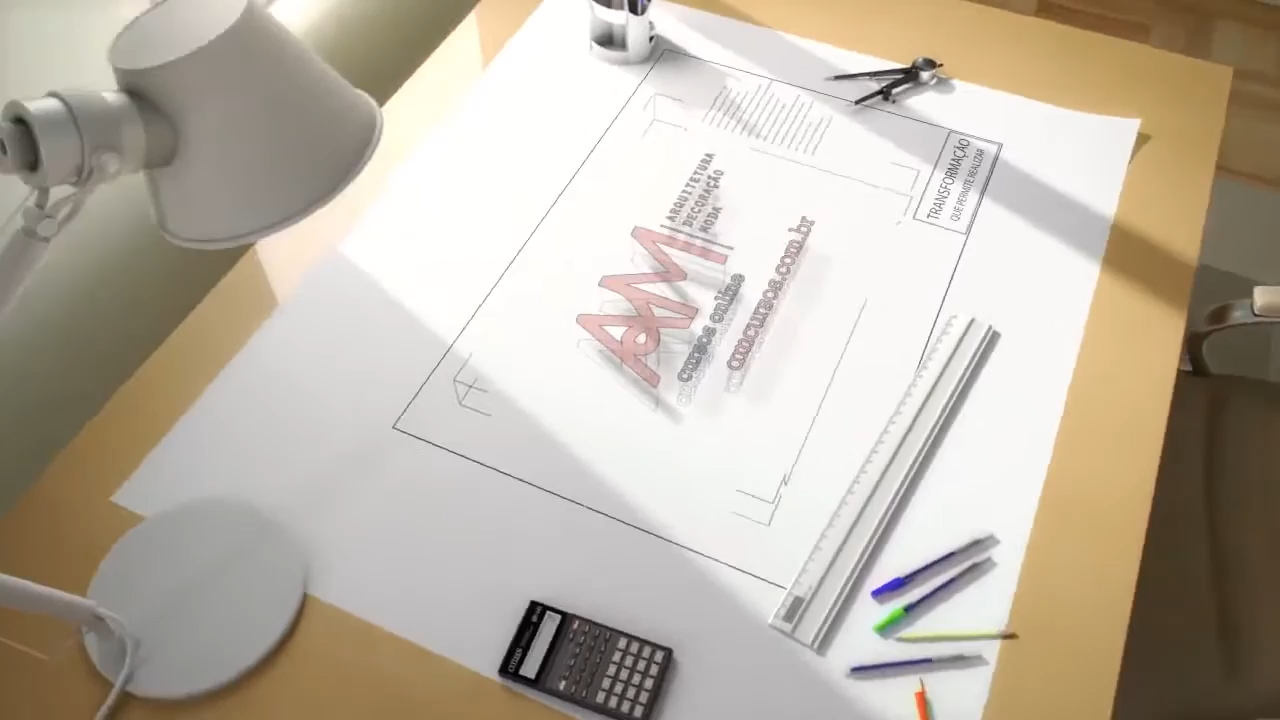 TRANSFORMAÇÃO
QUE PERMITE REALIZAR
AM
ARQUITETURA
DECORAÇÃO
MODA
cursos online
amcursos.com.br
CITIZEN